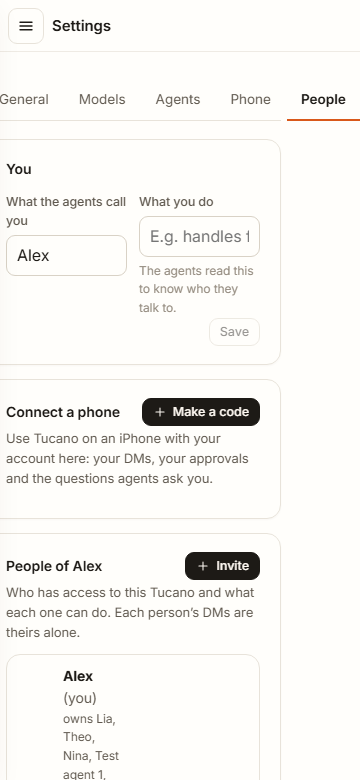 Settings
General Models Agents Phone People
You
What the agents call you
What you do
Alex
E.g. handles
The agents read this
to know who they
talk to.
Save
Connect a phone
Make a code
Use Tucano on an iPhone with your
account here: your DMs, your approvals
and the questions agents ask you.
People of Alex
Invite
Who has access to this Tucano and what
each one can do. Each person’s DMs are
theirs alone.
Alex
(you)
owns Lia,
Theo,
Nina, Test
agent 1,